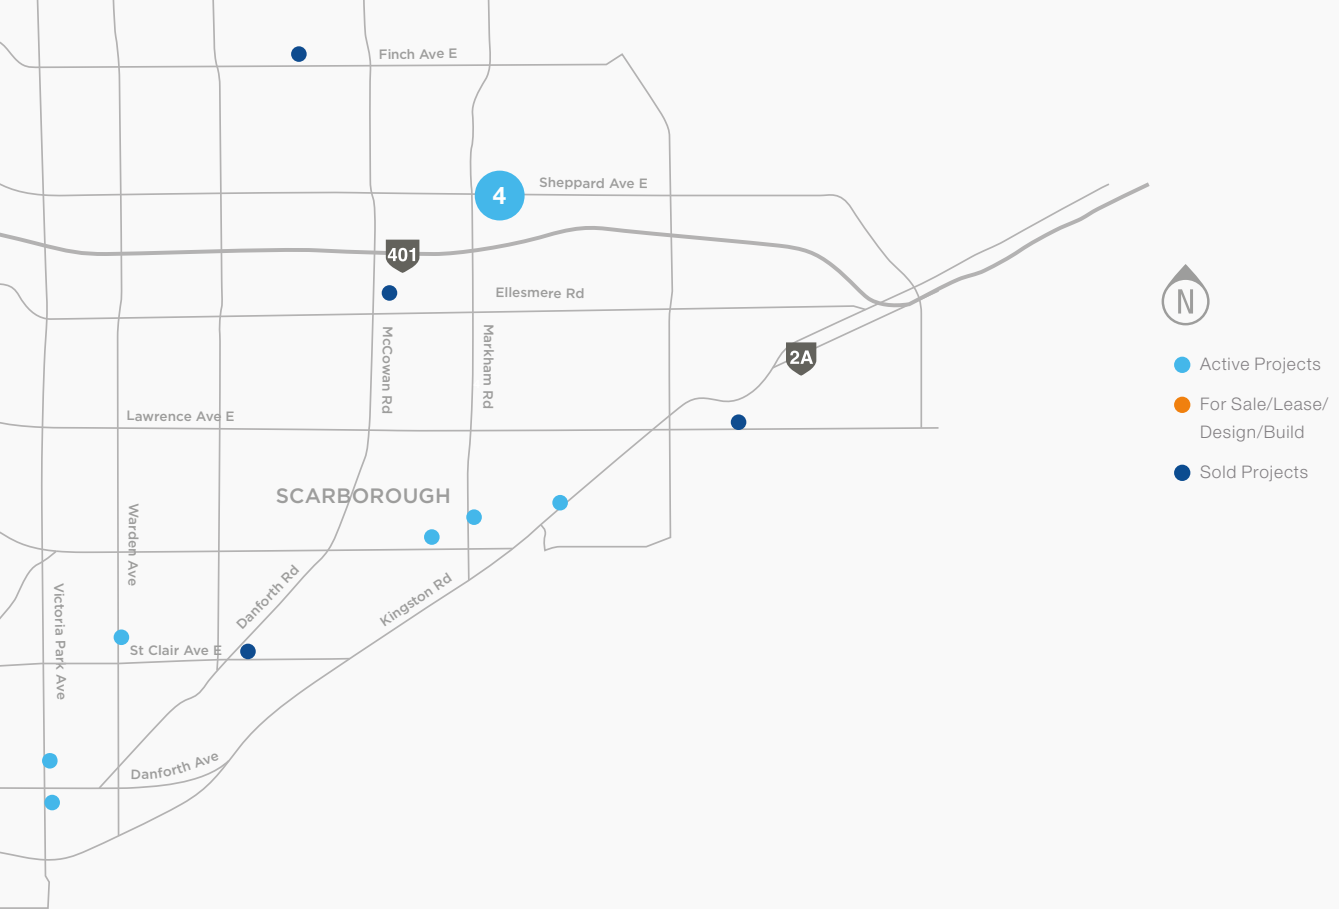 Finch Ave E
4
Sheppard Ave E
401
Ellesmere Rd
N
McCowan Rd
Markham Rd
2A
Active Projects
For Sale/Lease/
Design/Build
Sold Projects
Lawrence Ave E
SCARBOROUGH
Warden Ave
Victoria Park Ave
Danforth Rd
Kingston Rd
St Clair Ave E
Danforth Ave